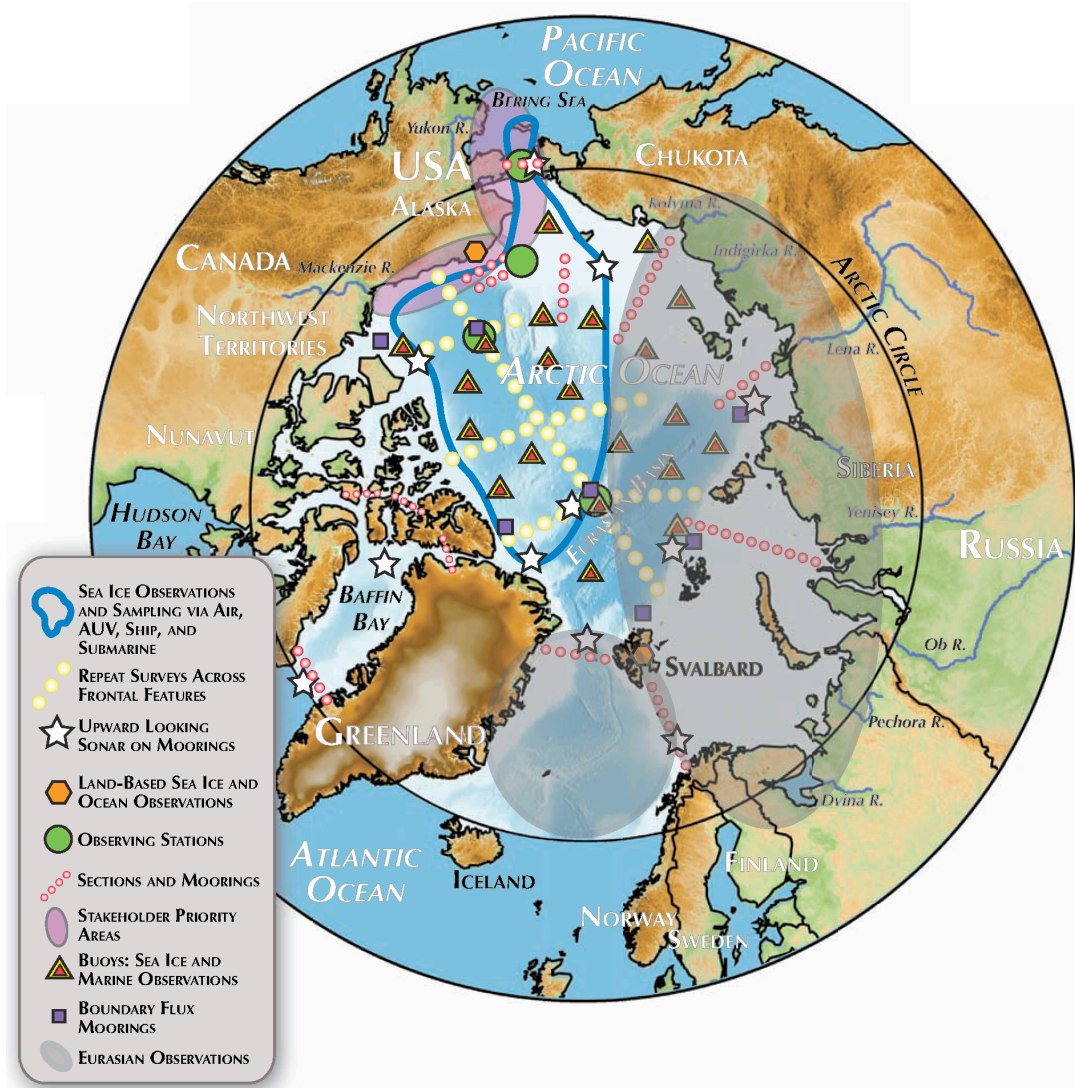 PACIFIC
OCEAN
BERING SEA
Yukon R.
USA
CHUKOTA
ALASKA
Kolyma R.
Indigirka R.
CANADA
Mackenzie R.
ARCTIC CIRCLE
NORTHWEST
TERRITORIES
Lena R.
ARCTIC OCEAN
NUNAVUT
EURASIAN BASIN
SIBERIA
HUDSON
BAY
Yenisey R.
RUSSIA
BAFFIN
BAY
Ob R.
SVALBARD
Pechora R.
GREENLAND
Dvina R.
ATLANTIC
OCEAN
ICELAND
FINLAND
NORWAY
SWEDEN
SEA ICE OBSERVATIONS
AND SAMPLING VIA AIR,
AUV, SHIP, AND
SUBMARINE
REPEAT SURVEYS ACROSS
FRONTAL FEATURES
UPWARD LOOKING
SONAR ON MOORINGS
LAND-BASED SEA ICE AND
OCEAN OBSERVATIONS
OBSERVING STATIONS
SECTIONS AND MOORINGS
STAKEHOLDER PRIORITY
AREAS
BUOYS: SEA ICE AND
MARINE OBSERVATIONS
BOUNDARY FLUX
MOORINGS
EURASIAN OBSERVATIONS